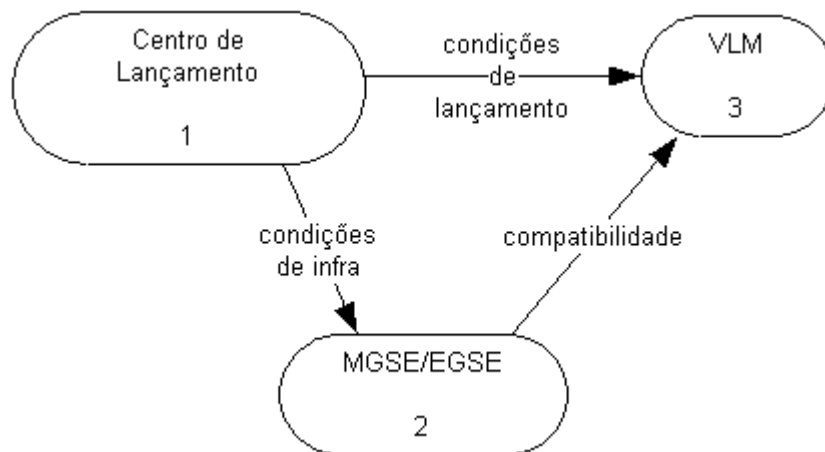 Centro de
Lançamento
1
condições
de
lançamento
VLM
3
condições
de infra
compatibilidade
MGSE/EGSE
2